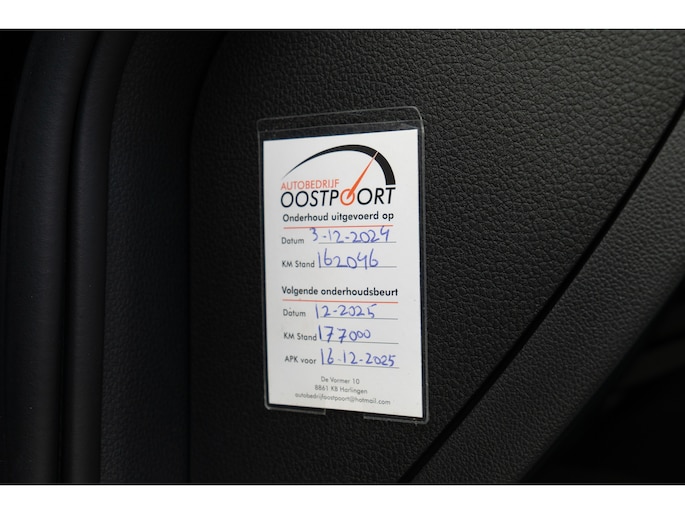 AUTOBEDRIJF
OOSTPOORT
Onderhoud uitgevoerd op
Datum 3-12-2024
KM Stand 162046
Volgende onderhoudsbeurt
Datum 12-2025
KM Stand 177000
APK voor 16-12-2025
De Vormer 10
8861 KB Harlingen
autobedrijfoostpoort@hotmail.com